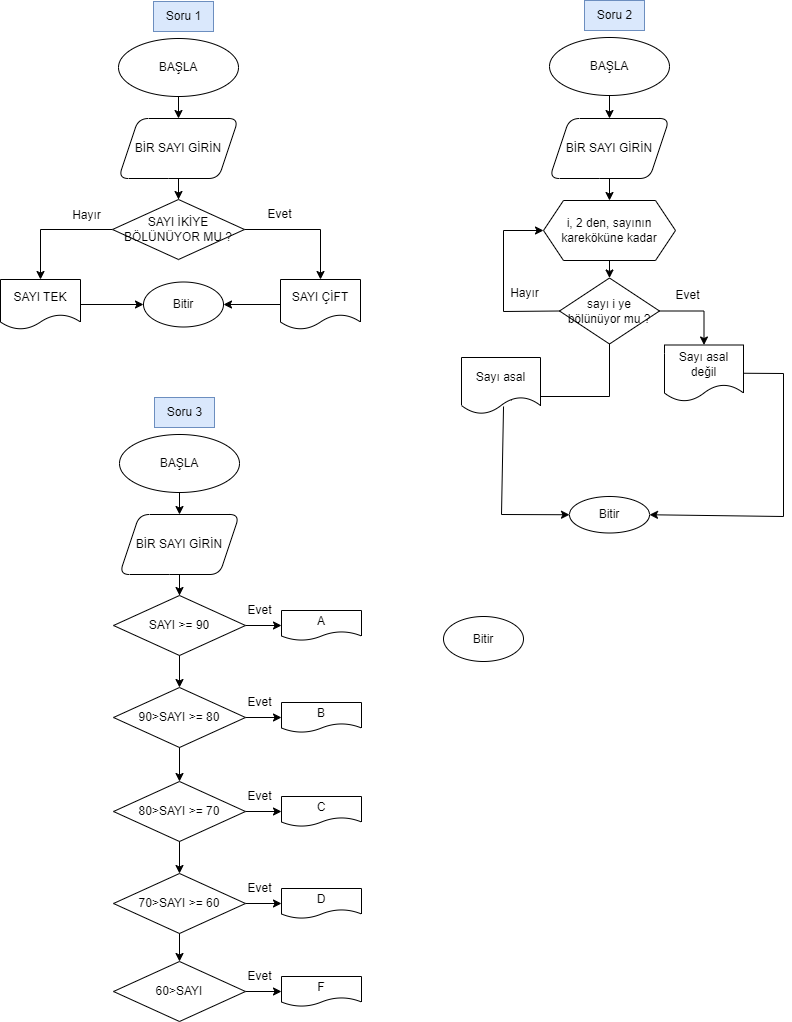 Soru 1
BAŞLA
BİR SAYI GİRİN
SAYI İKİYE
BÖLÜNÜYOR MU ?
Hayır
Evet
SAYI TEK
Bitir
SAYI ÇİFT
Soru 2
BAŞLA
BİR SAYI GİRİN
i, 2 den, sayının
kareköküne kadar
sayı i ye
bölünüyor mu ?
Hayır
Evet
Sayı asal
Sayı asal
değil
Bitir
Soru 3
BAŞLA
BİR SAYI GİRİN
SAYI >= 90
Evet
A
90>SAYI >= 80
Evet
B
80>SAYI >= 70
Evet
C
70>SAYI >= 60
Evet
D
60>SAYI
Evet
F
Bitir